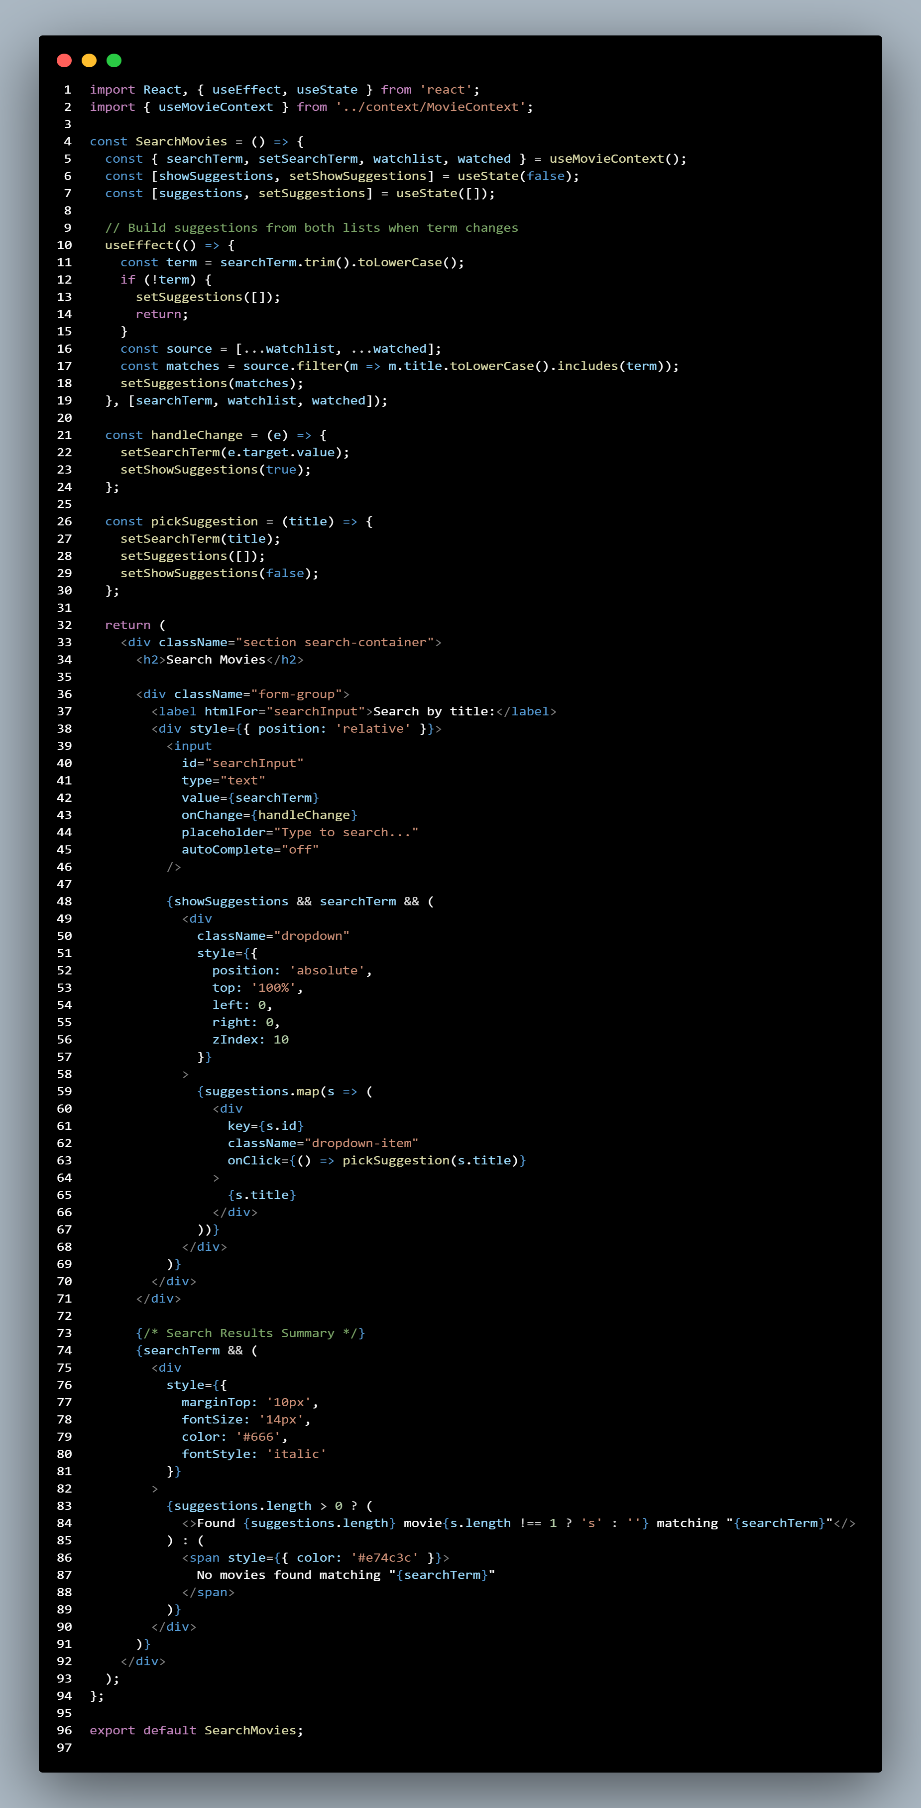 1 import React, { useEffect, useState } from 'react';
2 import { useMovieContext } from '../context/MovieContext';
3
4 const SearchMovies = () => {
5   const { searchTerm, setSearchTerm, watchlist, watched } = useMovieContext();
6   const [showSuggestions, setShowSuggestions] = useState(false);
7   const [suggestions, setSuggestions] = useState([]);
8
9   // Build suggestions from both lists when term changes
10   useEffect(() => {
11     const term = searchTerm.trim().toLowerCase();
12     if (!term) {
13       setSuggestions([]);
14       return;
15     }
16     const source = [...watchlist, ...watched];
17     const matches = source.filter(m => m.title.toLowerCase().includes(term));
18     setSuggestions(matches);
19   }, [searchTerm, watchlist, watched]);
20
21   const handleChange = (e) => {
22     setSearchTerm(e.target.value);
23     setShowSuggestions(true);
24   };
25
26   const pickSuggestion = (title) => {
27     setSearchTerm(title);
28     setSuggestions([]);
29     setShowSuggestions(false);
30   };
31
32   return (
33     <div className="section search-container">
34       <h2>Search Movies</h2>
35
36       <div className="form-group">
37         <label htmlFor="searchInput">Search by title:</label>
38         <div style={{ position: 'relative' }}>
39           <input
40             id="searchInput"
41             type="text"
42             value={searchTerm}
43             onChange={handleChange}
44             placeholder="Type to search..."
45             autoComplete="off"
46           />
47
48           {showSuggestions && searchTerm && (
49             <div
50               className="dropdown"
51               style={{
52                 position: 'absolute',
53                 top: '100%',
54                 left: 0,
55                 right: 0,
56                 zIndex: 10
57               }}
58             >
59               {suggestions.map(s => (
60                 <div
61                   key={s.id}
62                   className="dropdown-item"
63                   onClick={() => pickSuggestion(s.title)}
64                 >
65                   {s.title}
66                 </div>
67               ))}
68             </div>
69           )}
70         </div>
71       </div>
72
73       {/* Search Results Summary */}
74       {searchTerm && (
75         <div
76           style={{
77             marginTop: '10px',
78             fontSize: '14px',
79             color: '#666',
80             fontStyle: 'italic'
81           }}
82         >
83           {suggestions.length > 0 ? (
84             <>Found {suggestions.length} movie{s.length !== 1 ? 's' : ''} matching "{searchTerm}"</>
85           ) : (
86             <span style={{ color: '#e74c3c' }}>
87               No movies found matching "{searchTerm}"
88             </span>
89           )}
90         </div>
91       )}
92     </div>
93   );
94 };
95
96 export default SearchMovies;
97